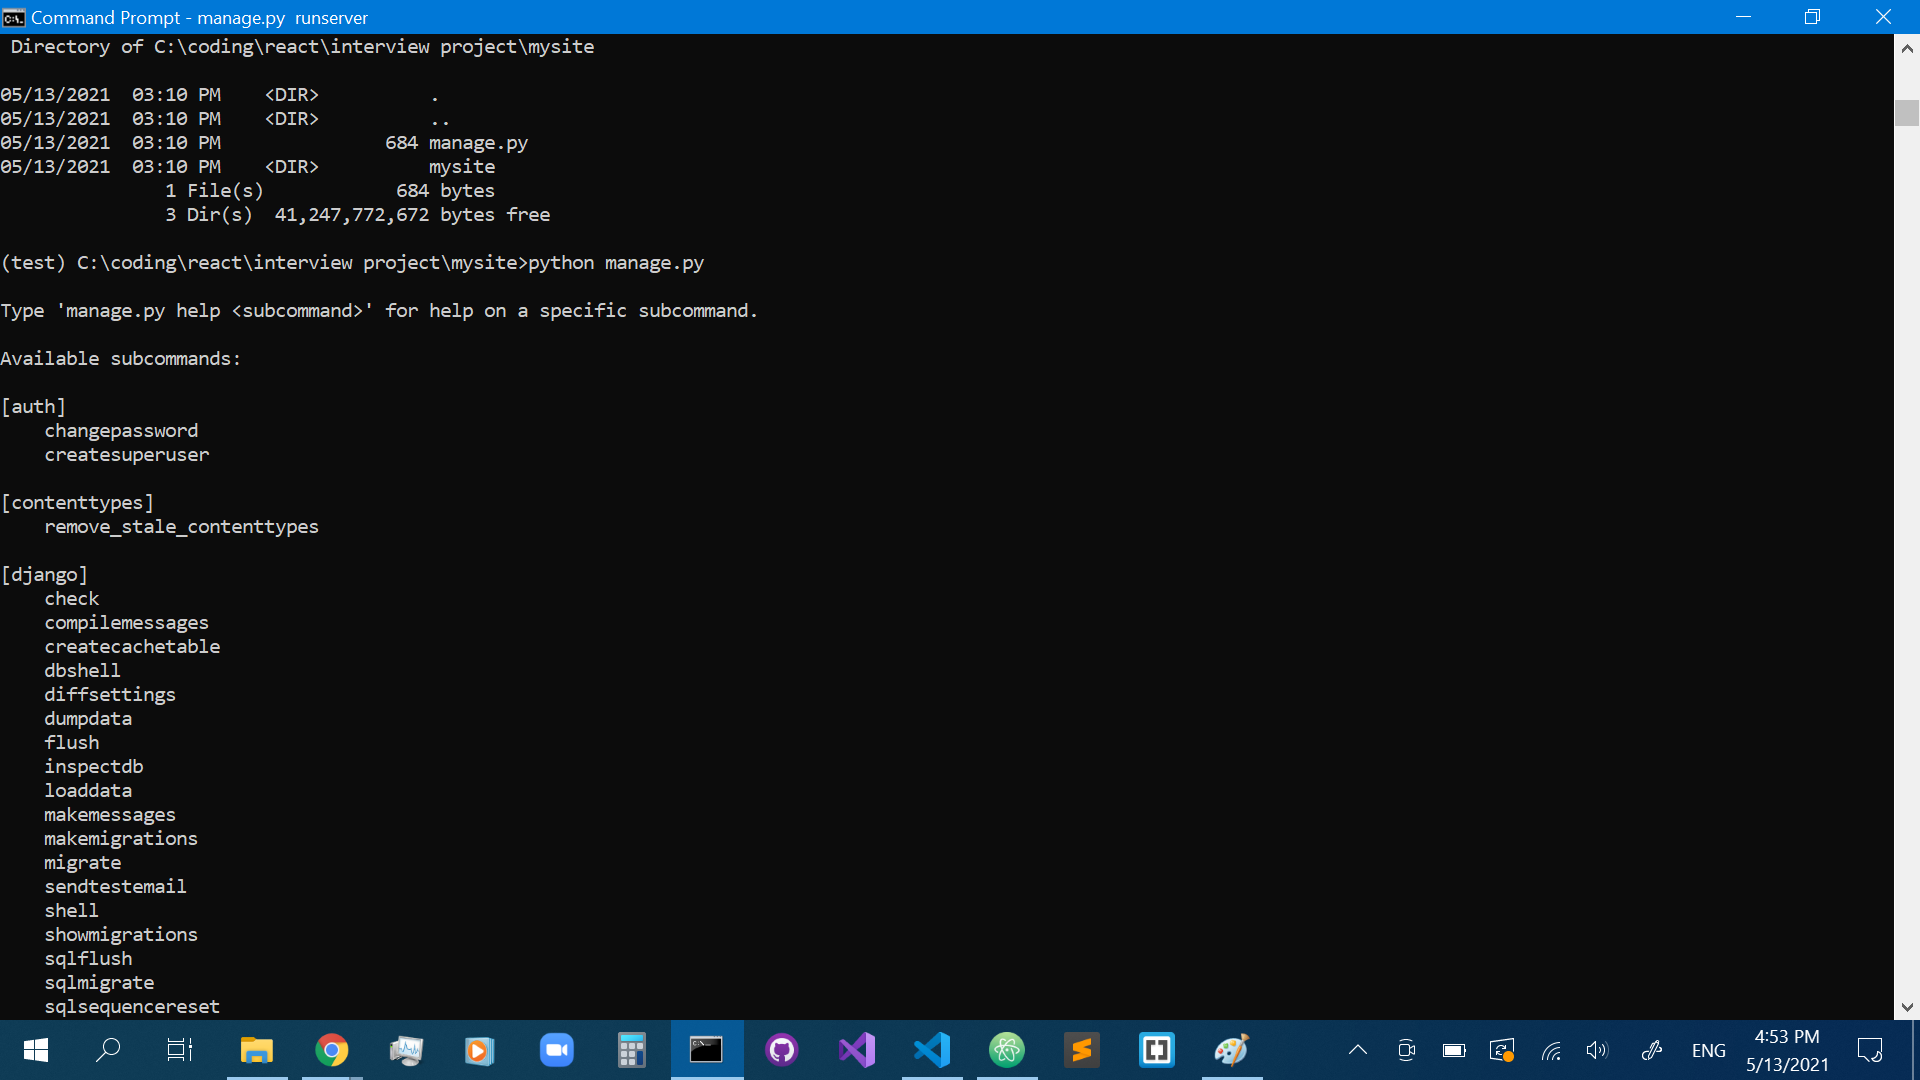 Command Prompt - manage.py  runserver
 Directory of C:\coding\react\interview project\mysite
05/13/2021  03:10 PM    <DIR>          .
05/13/2021  03:10 PM    <DIR>          ..
05/13/2021  03:10 PM               684 manage.py
05/13/2021  03:10 PM    <DIR>          mysite
               1 File(s)            684 bytes
               3 Dir(s)  41,247,772,672 bytes free
(test) C:\coding\react\interview project\mysite>python manage.py
Type 'manage.py help <subcommand>' for help on a specific subcommand.
Available subcommands:
[auth]
    changepassword
    createsuperuser
[contenttypes]
    remove_stale_contenttypes
[django]
    check
    compilemessages
    createcachetable
    dbshell
    diffsettings
    dumpdata
    flush
    inspectdb
    loaddata
    makemessages
    makemigrations
    migrate
    sendtestemail
    shell
    showmigrations
    sqlflush
    sqlmigrate
    sqlsequencereset
ENG
4:53 PM
5/13/2021